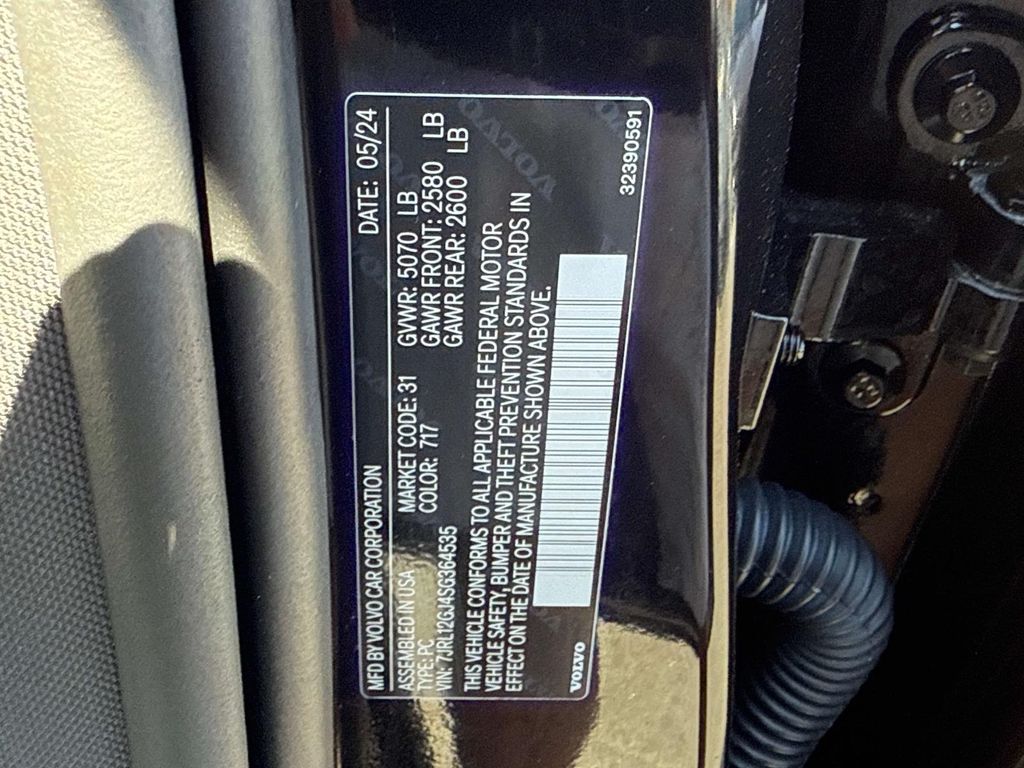 MFD BY VOLVO CAR CORPORATION DATE: 05/24
ASSEMBLED IN USA MARKET CODE: 31 GVWR: 5070 LB
TYPE: PC COLOR: 717 GAWR FRONT: 2580 LB
VIN: 7JRL12GJ4SG364535 GAWR REAR: 2600 LB
THIS VEHICLE CONFORMS TO ALL APPLICABLE FEDERAL MOTOR
VEHICLE SAFETY, BUMPER AND THEFT PREVENTION STANDARDS IN
EFFECT ON THE DATE OF MANUFACTURE SHOWN ABOVE.
VOLVO 32390591